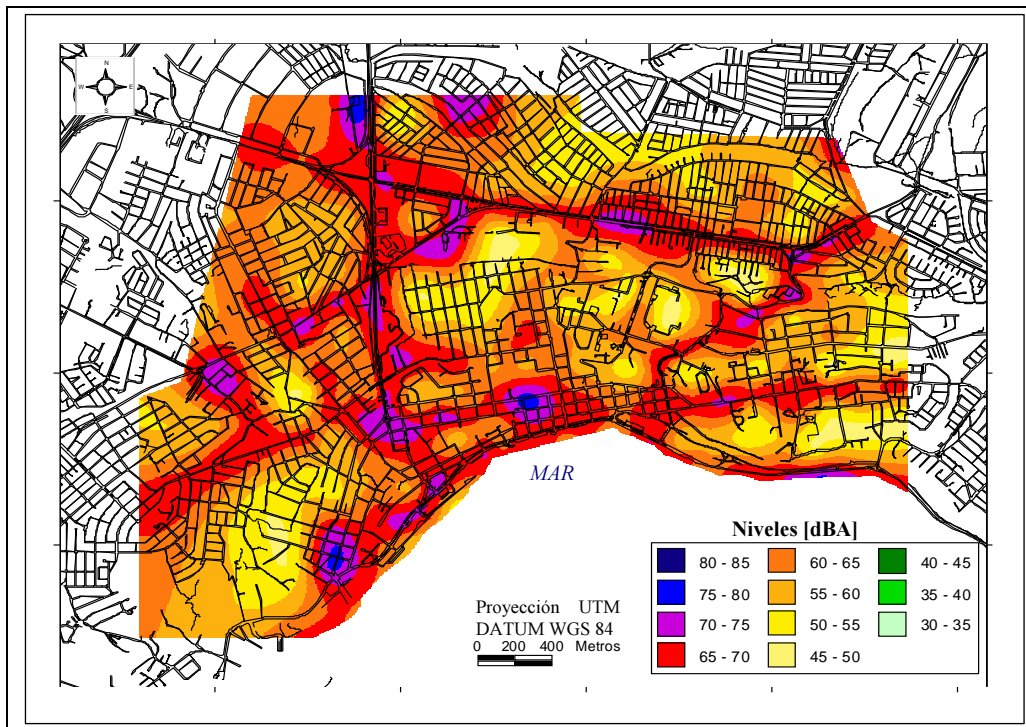 N
W E
S
MAR
Niveles [dBA]
80 - 85 60 - 65 40 - 45
75 - 80 55 - 60 35 - 40
70 - 75 50 - 55 30 - 35
65 - 70 45 - 50
Proyección UTM
DATUM WGS 84
0 200 400 Metros